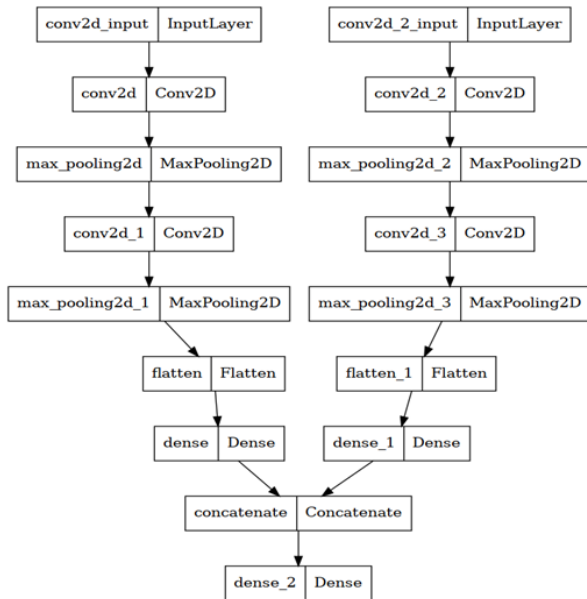 conv2d_input InputLayer
conv2d_2_input InputLayer
conv2d Conv2D
conv2d_2 Conv2D
max_pooling2d MaxPooling2D
max_pooling2d_2 MaxPooling2D
conv2d_1 Conv2D
conv2d_3 Conv2D
max_pooling2d_1 MaxPooling2D
max_pooling2d_3 MaxPooling2D
flatten Flatten
flatten_1 Flatten
dense Dense
dense_1 Dense
concatenate Concatenate
dense_2 Dense